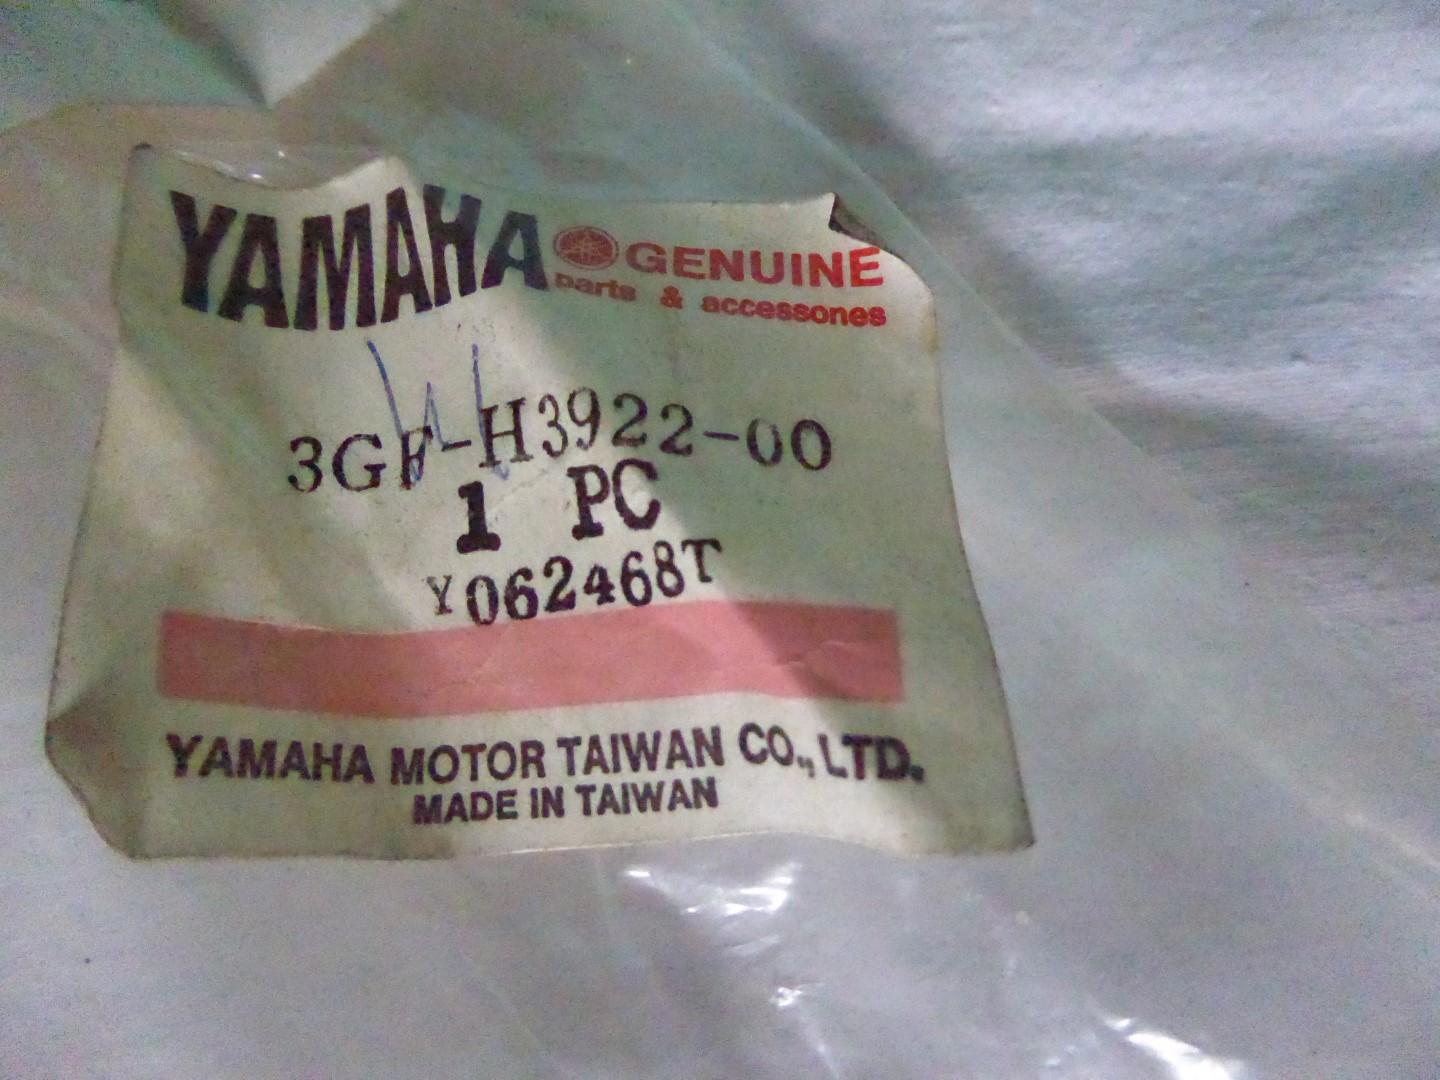 YAMAHA GENUINE
parts & accessories
3GF-H3922-00
1 PC
Y062468T
YAMAHA MOTOR TAIWAN CO., LTD.
MADE IN TAIWAN